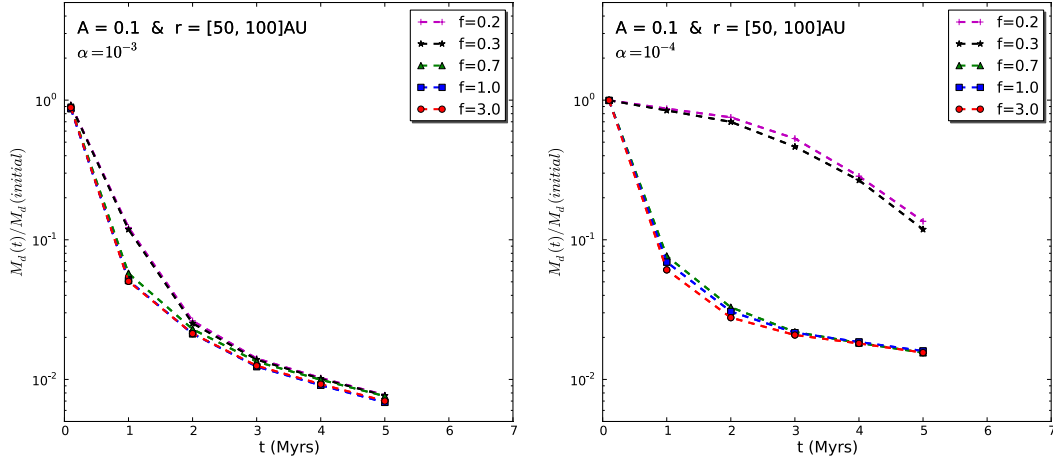 A = 0.1 & r = [50, 100]AU
α=10⁻³
f=0.2
f=0.3
f=0.7
f=1.0
f=3.0
10⁰
10⁻¹
10⁻²
M_d(t)/M_d(initial)
0 1 2 3 4 5 6 7
t (Myrs)
A = 0.1 & r = [50, 100]AU
α=10⁻⁴
f=0.2
f=0.3
f=0.7
f=1.0
f=3.0
10⁰
10⁻¹
10⁻²
M_d(t)/M_d(initial)
0 1 2 3 4 5 6 7
t (Myrs)